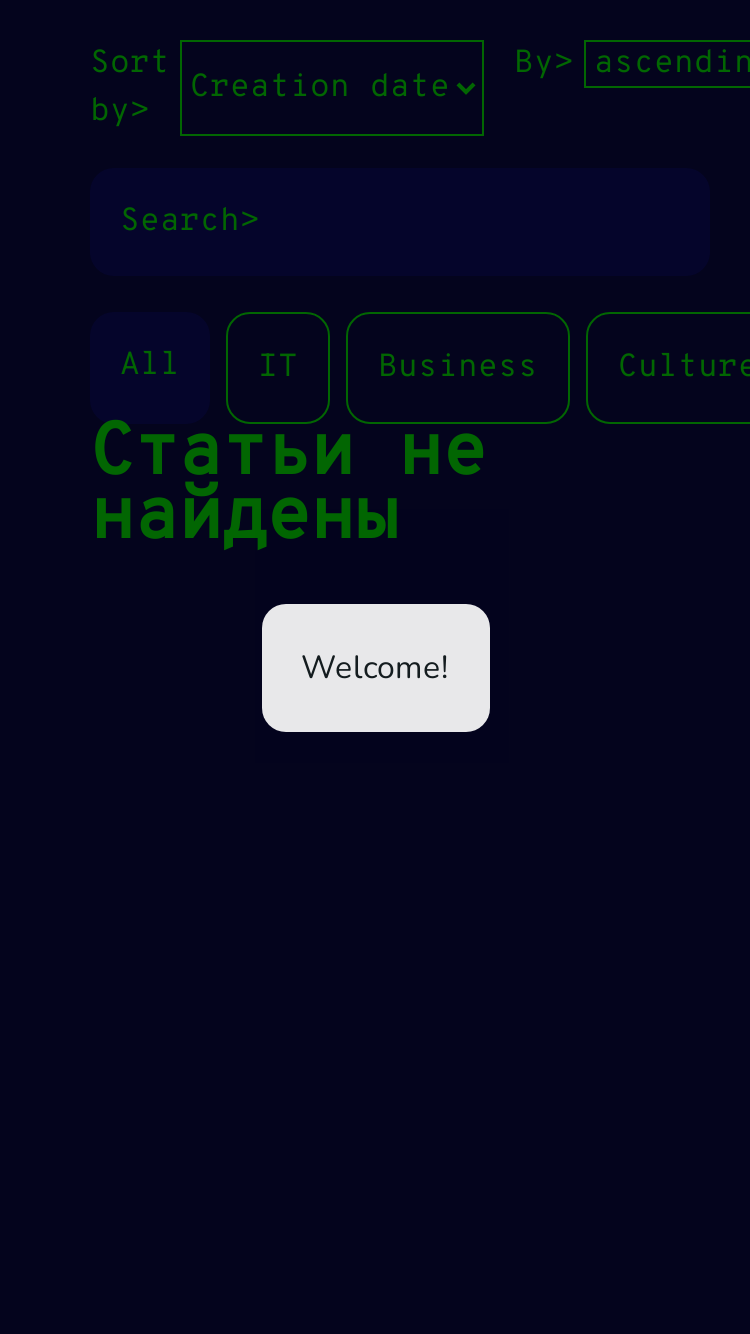 Sort by>
Creation date
By>
ascendin
Search>
All
IT
Business
Culture
Статьи не
найдены
Welcome!